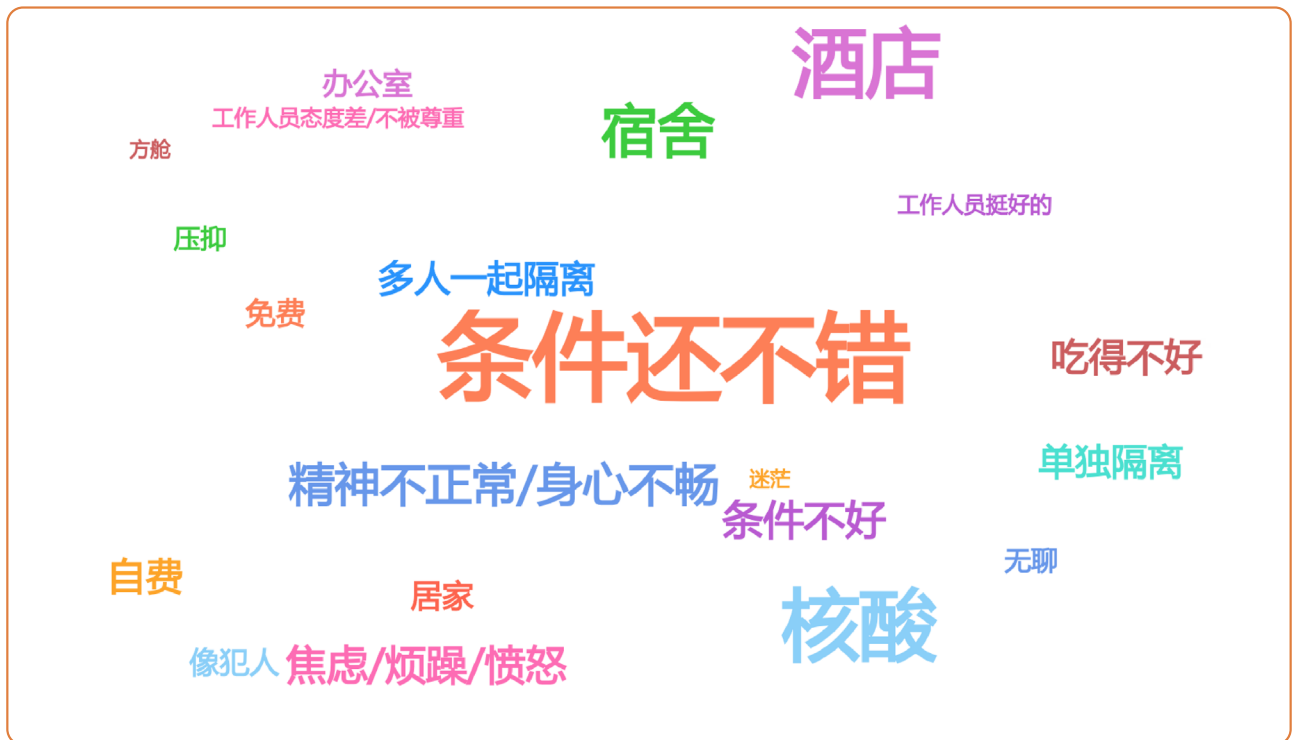 酒店
办公室
工作人员态度差/不被尊重
宿舍
方舱
工作人员挺好的
压抑
多人一起隔离
免费
条件还不错
吃得不好
单独隔离
精神不正常/身心不畅
迷茫
条件不好
无聊
自费
居家
核酸
像犯人
焦虑/烦躁/愤怒